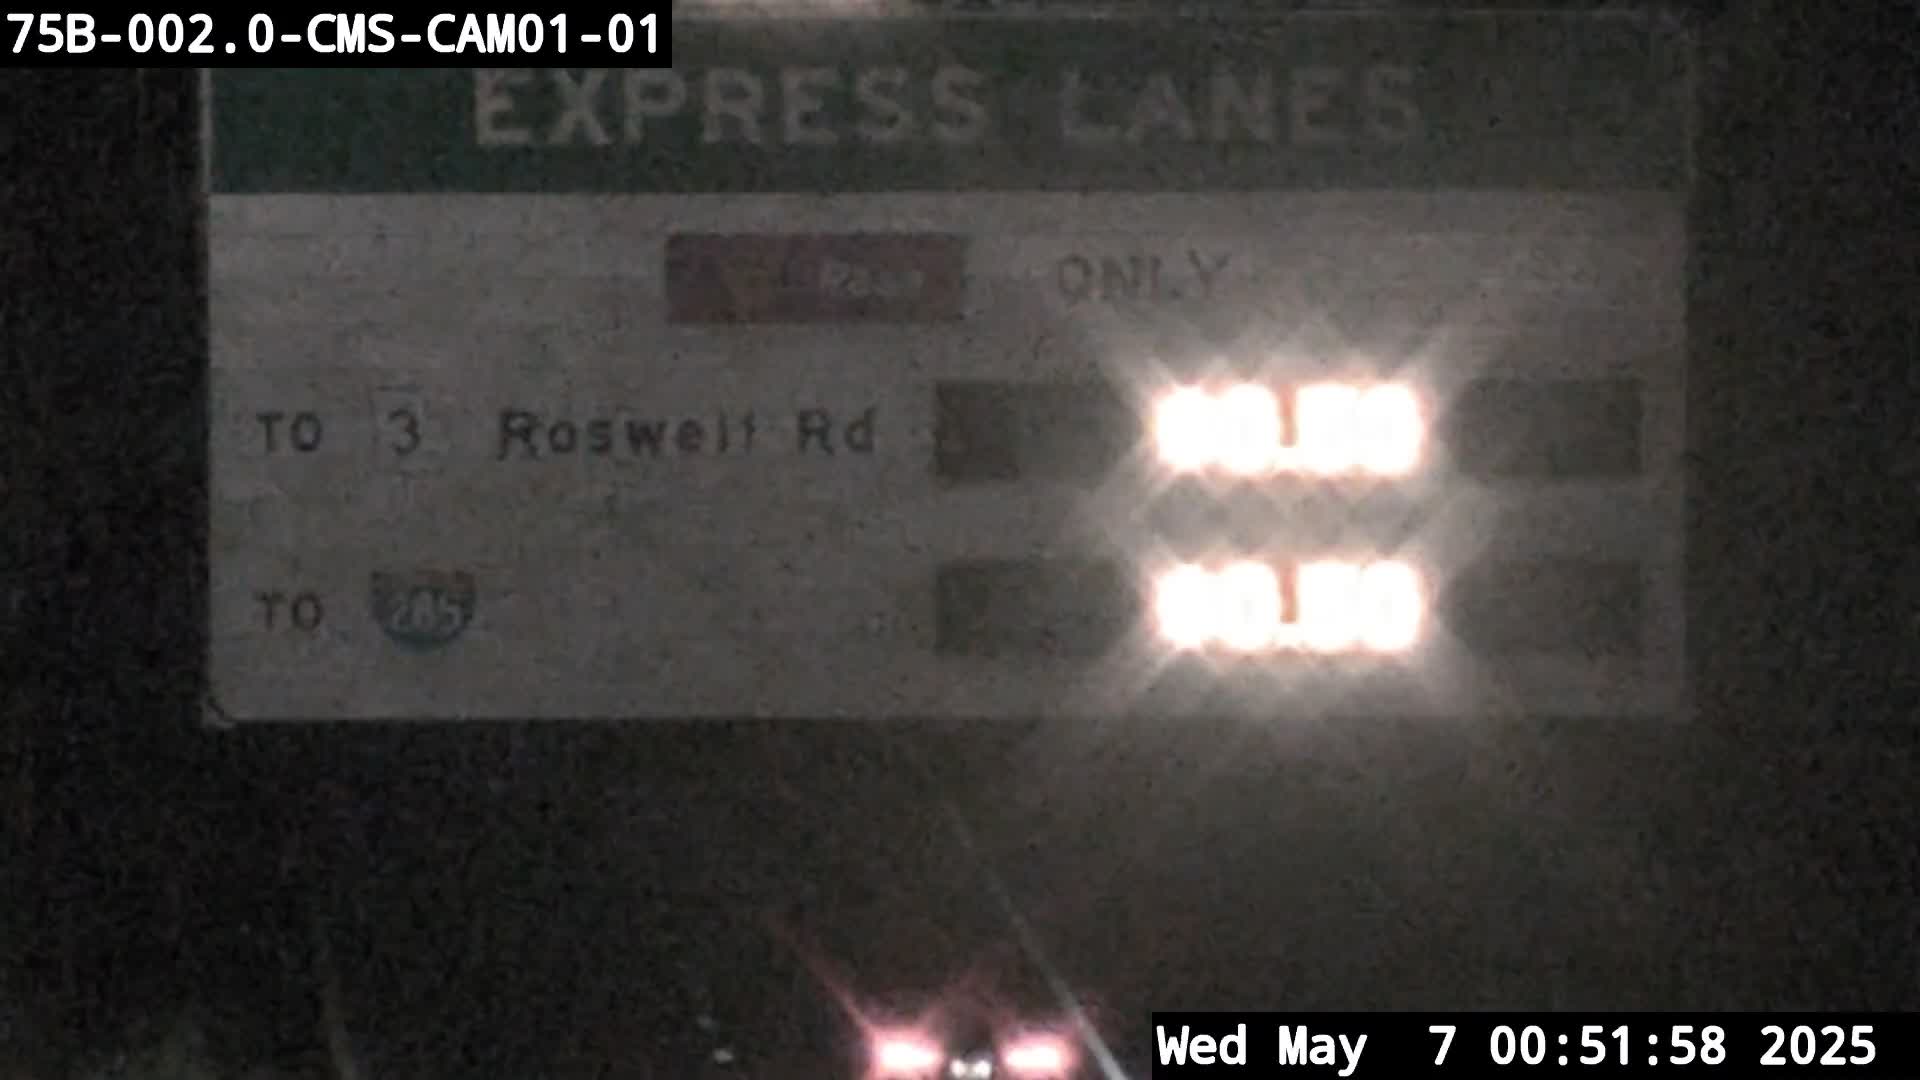 75B-002.0-CMS-CAM01-01
EXPRESS LANES
Pass ONLY
TO 3 Roswell Rd
TO 285
Wed May 7 00:51:58 2025